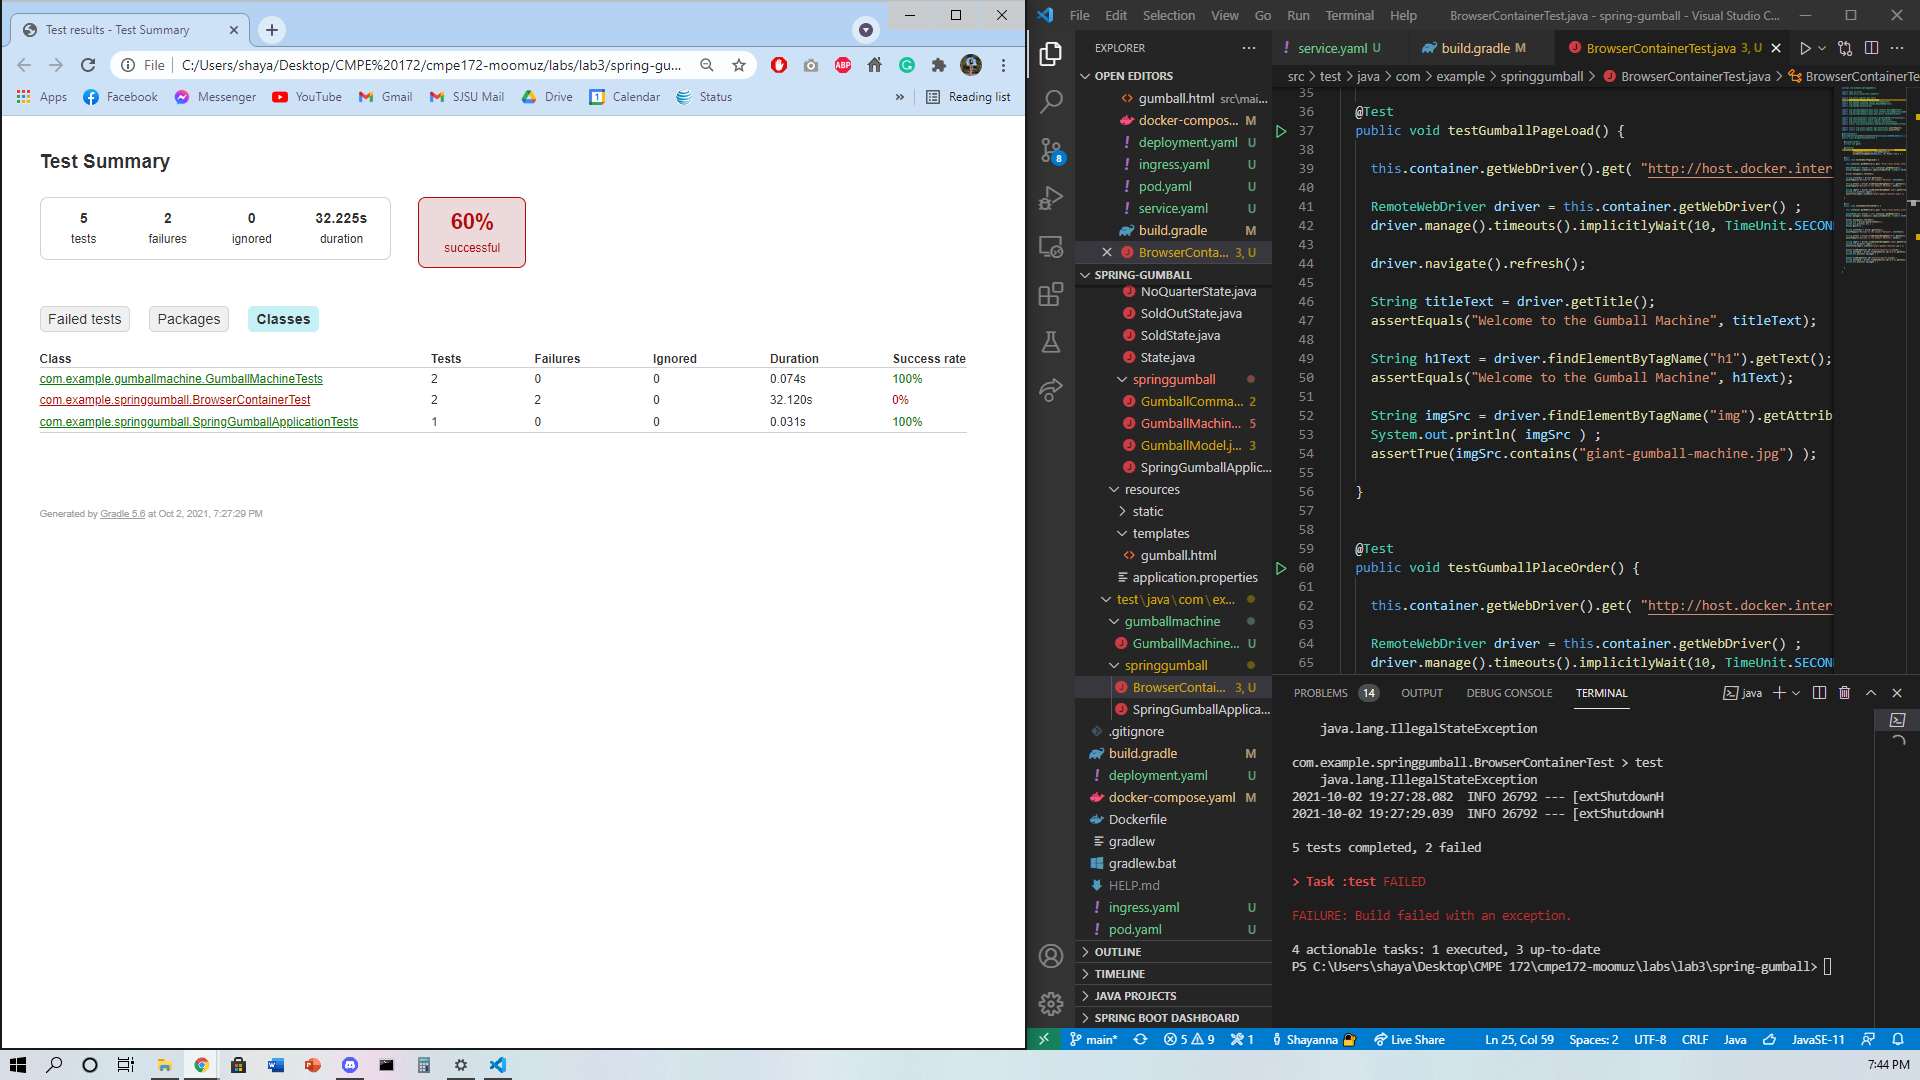 Test results - Test Summary
File
C:/Users/shaya/Desktop/CMPE%20172/cmpe172-moomuz/labs/lab3/spring-gu...
Apps
Facebook
Messenger
YouTube
Gmail
SJSU Mail
Drive
Calendar
Status
»
Reading list
Test Summary
5
tests
2
failures
0
ignored
32.225s
duration
60%
successful
Failed tests
Packages
Classes
Class Tests Failures Ignored Duration Success rate
com.example.gumballmachine.GumballMachineTests 2 0 0 0.074s 100%
com.example.springgumball.BrowserContainerTest 2 2 0 32.120s 0%
com.example.springgumball.SpringGumballApplicationTests 1 0 0 0.031s 100%
Generated by Gradle 5.6 at Oct 2, 2021, 7:27:29 PM
File Edit Selection View Go Run Terminal Help
BrowserContainerTest.java - spring-gumball - Visual Studio C...
EXPLORER
OPEN EDITORS
gumball.html src\mai...
docker-compos... M
deployment.yaml U
ingress.yaml U
pod.yaml U
service.yaml U
build.gradle M
BrowserConta... 3, U
SPRING-GUMBALL
NoQuarterState.java
SoldOutState.java
SoldState.java
State.java
springgumball
GumballComma... 2
GumballMachin... 5
GumballModel.j... 3
SpringGumballApplic...
resources
static
templates
gumball.html
application.properties
test\java\com\ex...
gumballmachine
GumballMachine... U
springgumball
BrowserContai... 3, U
SpringGumballApplica...
.gitignore
build.gradle M
deployment.yaml U
docker-compose.yaml M
Dockerfile
gradlew
gradlew.bat
HELP.md
ingress.yaml U
pod.yaml U
OUTLINE
TIMELINE
JAVA PROJECTS
SPRING BOOT DASHBOARD
8
service.yaml U
build.gradle M
BrowserContainerTest.java 3, U
src > test > java > com > example > springgumball > BrowserContainerTest.java > BrowserContainerTe
35
36 @Test
37 public void testGumballPageLoad() {
38
39 this.container.getWebDriver().get( "http://host.docker.inter
40
41 RemoteWebDriver driver = this.container.getWebDriver() ;
42 driver.manage().timeouts().implicitlyWait(10, TimeUnit.SECON
43
44 driver.navigate().refresh();
45
46 String titleText = driver.getTitle();
47 assertEquals("Welcome to the Gumball Machine", titleText);
48
49 String h1Text = driver.findElementByTagName("h1").getText();
50 assertEquals("Welcome to the Gumball Machine", h1Text);
51
52 String imgSrc = driver.findElementByTagName("img").getAttrib
53 System.out.println( imgSrc ) ;
54 assertTrue(imgSrc.contains("giant-gumball-machine.jpg") );
55
56 }
57
58
59 @Test
60 public void testGumballPlaceOrder() {
61
62 this.container.getWebDriver().get( "http://host.docker.inter
63
64 RemoteWebDriver driver = this.container.getWebDriver() ;
65 driver.manage().timeouts().implicitlyWait(10, TimeUnit.SECON
PROBLEMS 14 OUTPUT DEBUG CONSOLE TERMINAL
java
java.lang.IllegalStateException
com.example.springgumball.BrowserContainerTest > test
java.lang.IllegalStateException
2021-10-02 19:27:28.082 INFO 26792 --- [extShutdownH
2021-10-02 19:27:29.039 INFO 26792 --- [extShutdownH
5 tests completed, 2 failed
> Task :test FAILED
FAILURE: Build failed with an exception.
4 actionable tasks: 1 executed, 3 up-to-date
PS C:\Users\shaya\Desktop\CMPE 172\cmpe172-moomuz\labs\lab3\spring-gumball>
main* 5 9 1 Shayanna Live Share
Ln 25, Col 59 Spaces: 2 UTF-8 CRLF Java JavaSE-11
7:44 PM